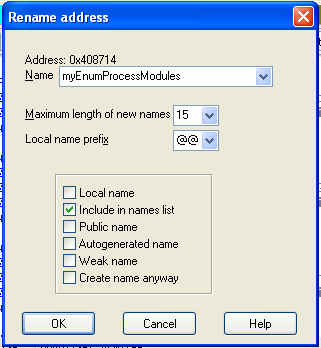 Rename address
Address: 0x408714
Name myEnumProcessModules
Maximum length of new names 15
Local name prefix @@
Local name
Include in names list
Public name
Autogenerated name
Weak name
Create name anyway
OK Cancel Help